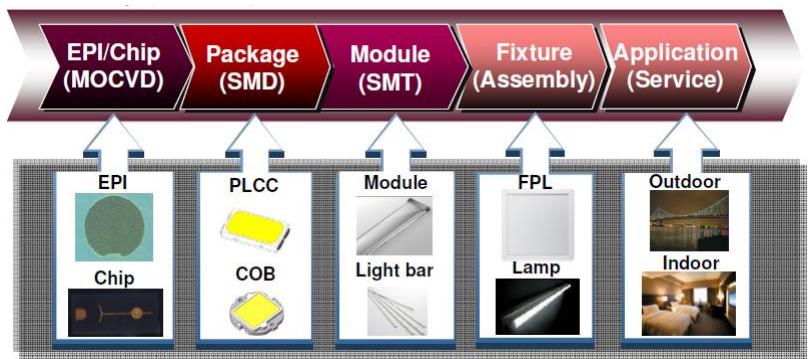 EPI/Chip
(MOCVD)
Package
(SMD)
Module
(SMT)
Fixture
(Assembly)
Application
(Service)
EPI
Chip
PLCC
COB
Module
Light bar
FPL
Lamp
Outdoor
Indoor